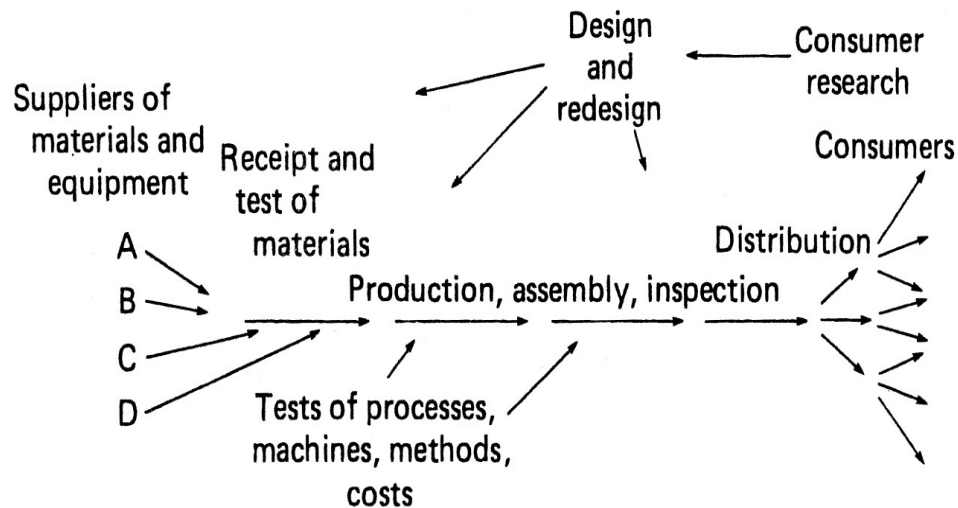 Design
and
redesign
Consumer
research
Suppliers of
materials and
equipment
Receipt and
test of
materials
Consumers
A
B
C
D
Distribution
Production, assembly, inspection
Tests of processes,
machines, methods,
costs